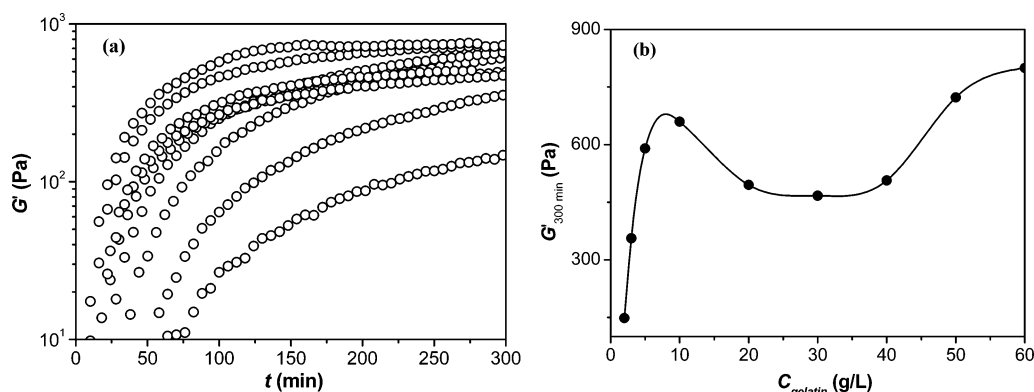 (a)
10³
10²
10¹
G' (Pa)
0 50 100 150 200 250 300
t (min)
(b)
900
600
300
G'300 min (Pa)
0 10 20 30 40 50 60
Cgelatin (g/L)